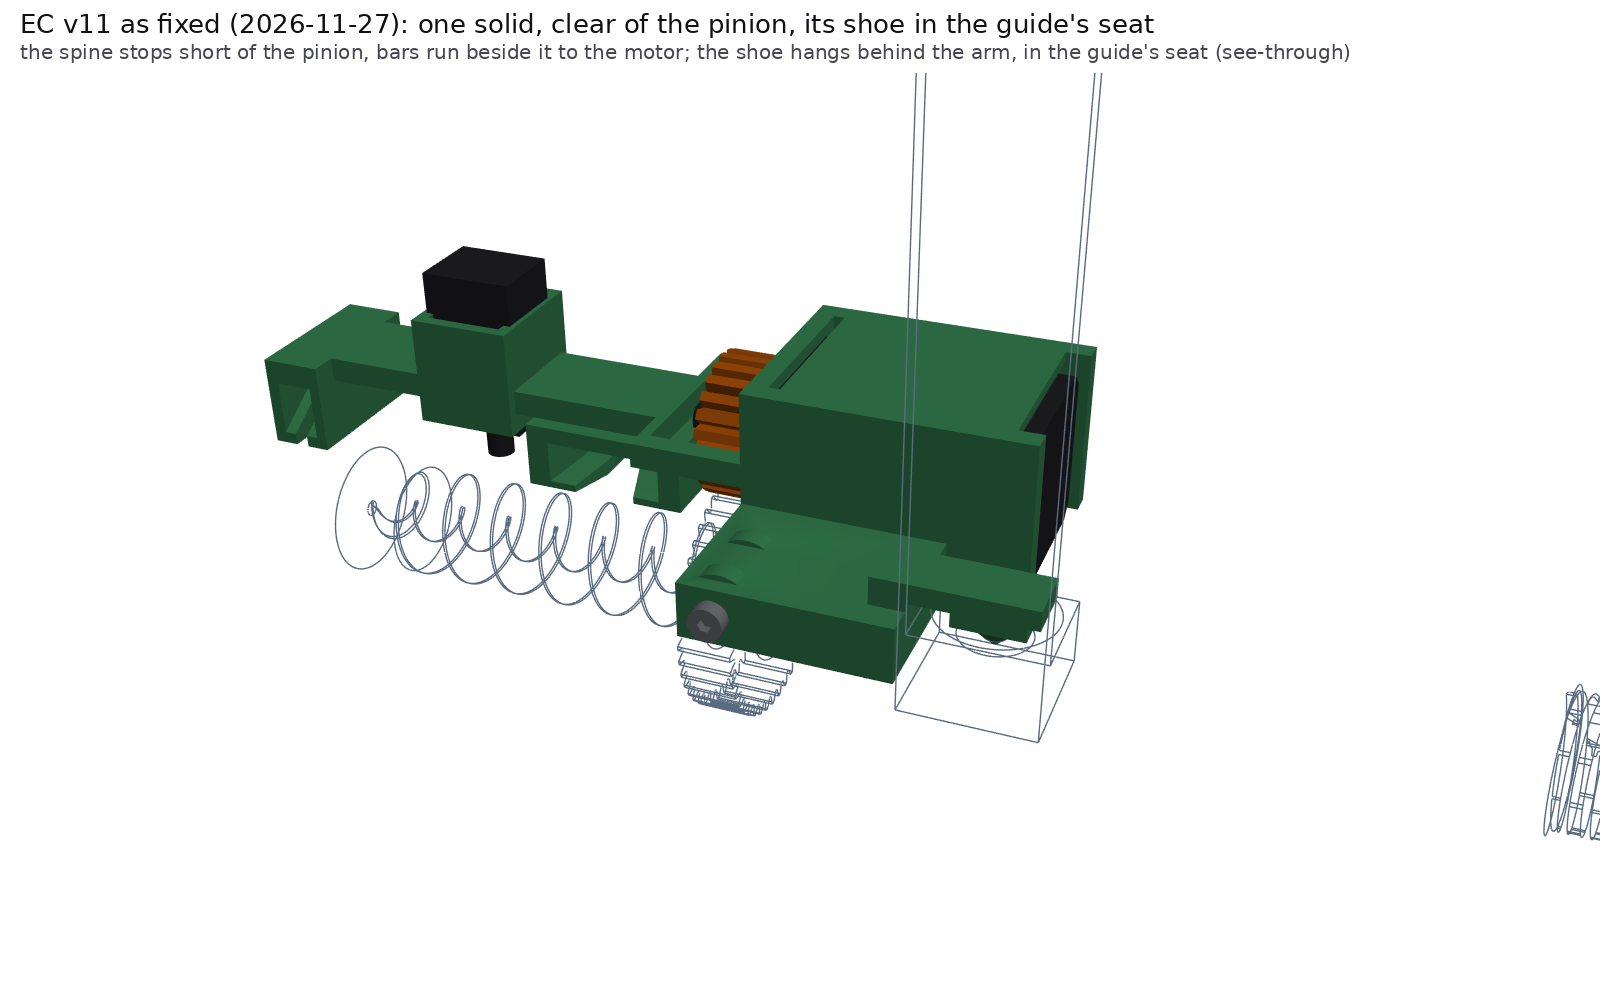 EC v11 as fixed (2026-11-27): one solid, clear of the pinion, its shoe in the guide's seat
the spine stops short of the pinion, bars run beside it to the motor; the shoe hangs behind the arm, in the guide's seat (see-through)